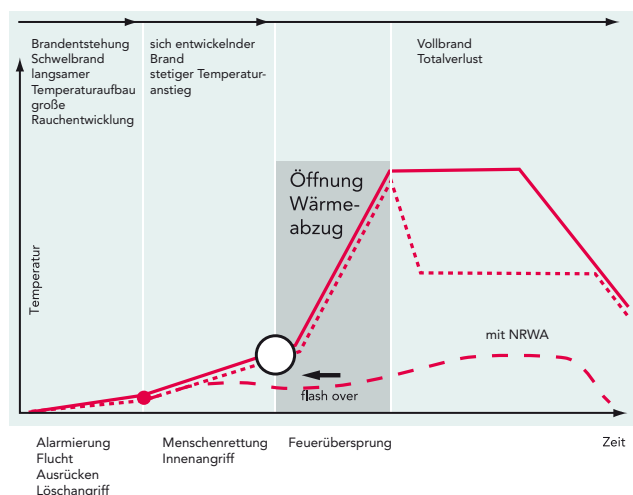 Brandentstehung
Schwelbrand
langsamer
Temperaturaufbau
große
Rauchentwicklung
sich entwickelnder
Brand
stetiger Temperatur-
anstieg
Vollbrand
Totalverlust
Öffnung
Wärme-
abzug
Temperatur
mit NRWA
flash over
Alarmierung
Flucht
Ausrücken
Löschangriff
Menschenrettung
Innenangriff
Feuerübersprung
Zeit